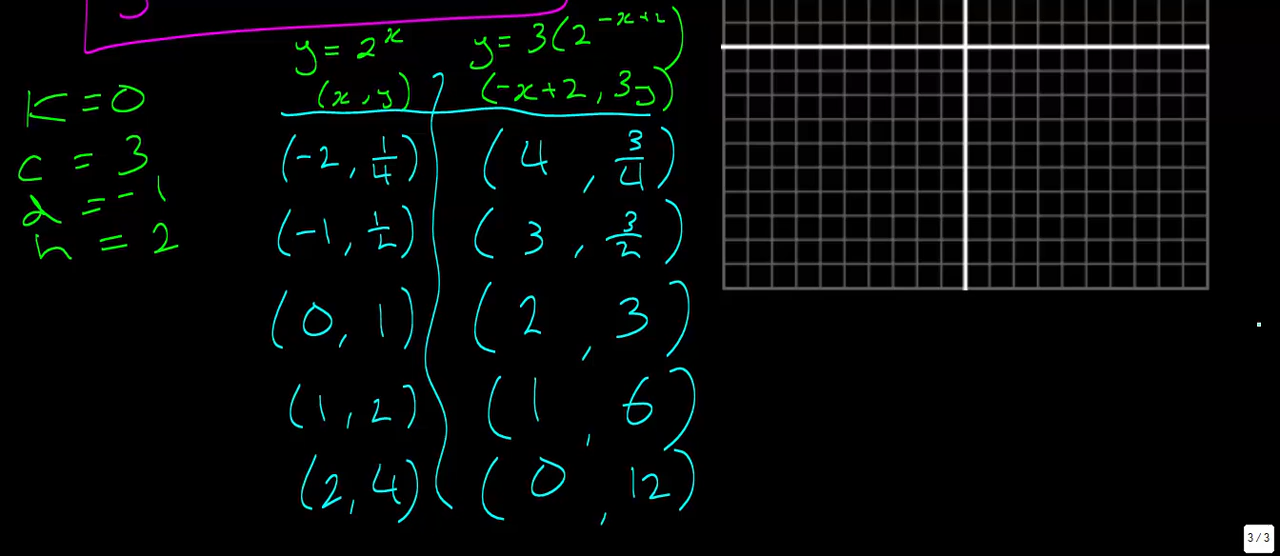 y = 2^x    y = 3(2^{-x+2})
(x, y)    (-x+2, 3y)
K = 0
c = 3
d = -1
h = 2
(-2, 1/4)    (4, 3/4)
(-1, 1/2)    (3, 3/2)
(0, 1)    (2, 3)
(1, 2)    (1, 6)
(2, 4)    (0, 12)
3 / 3